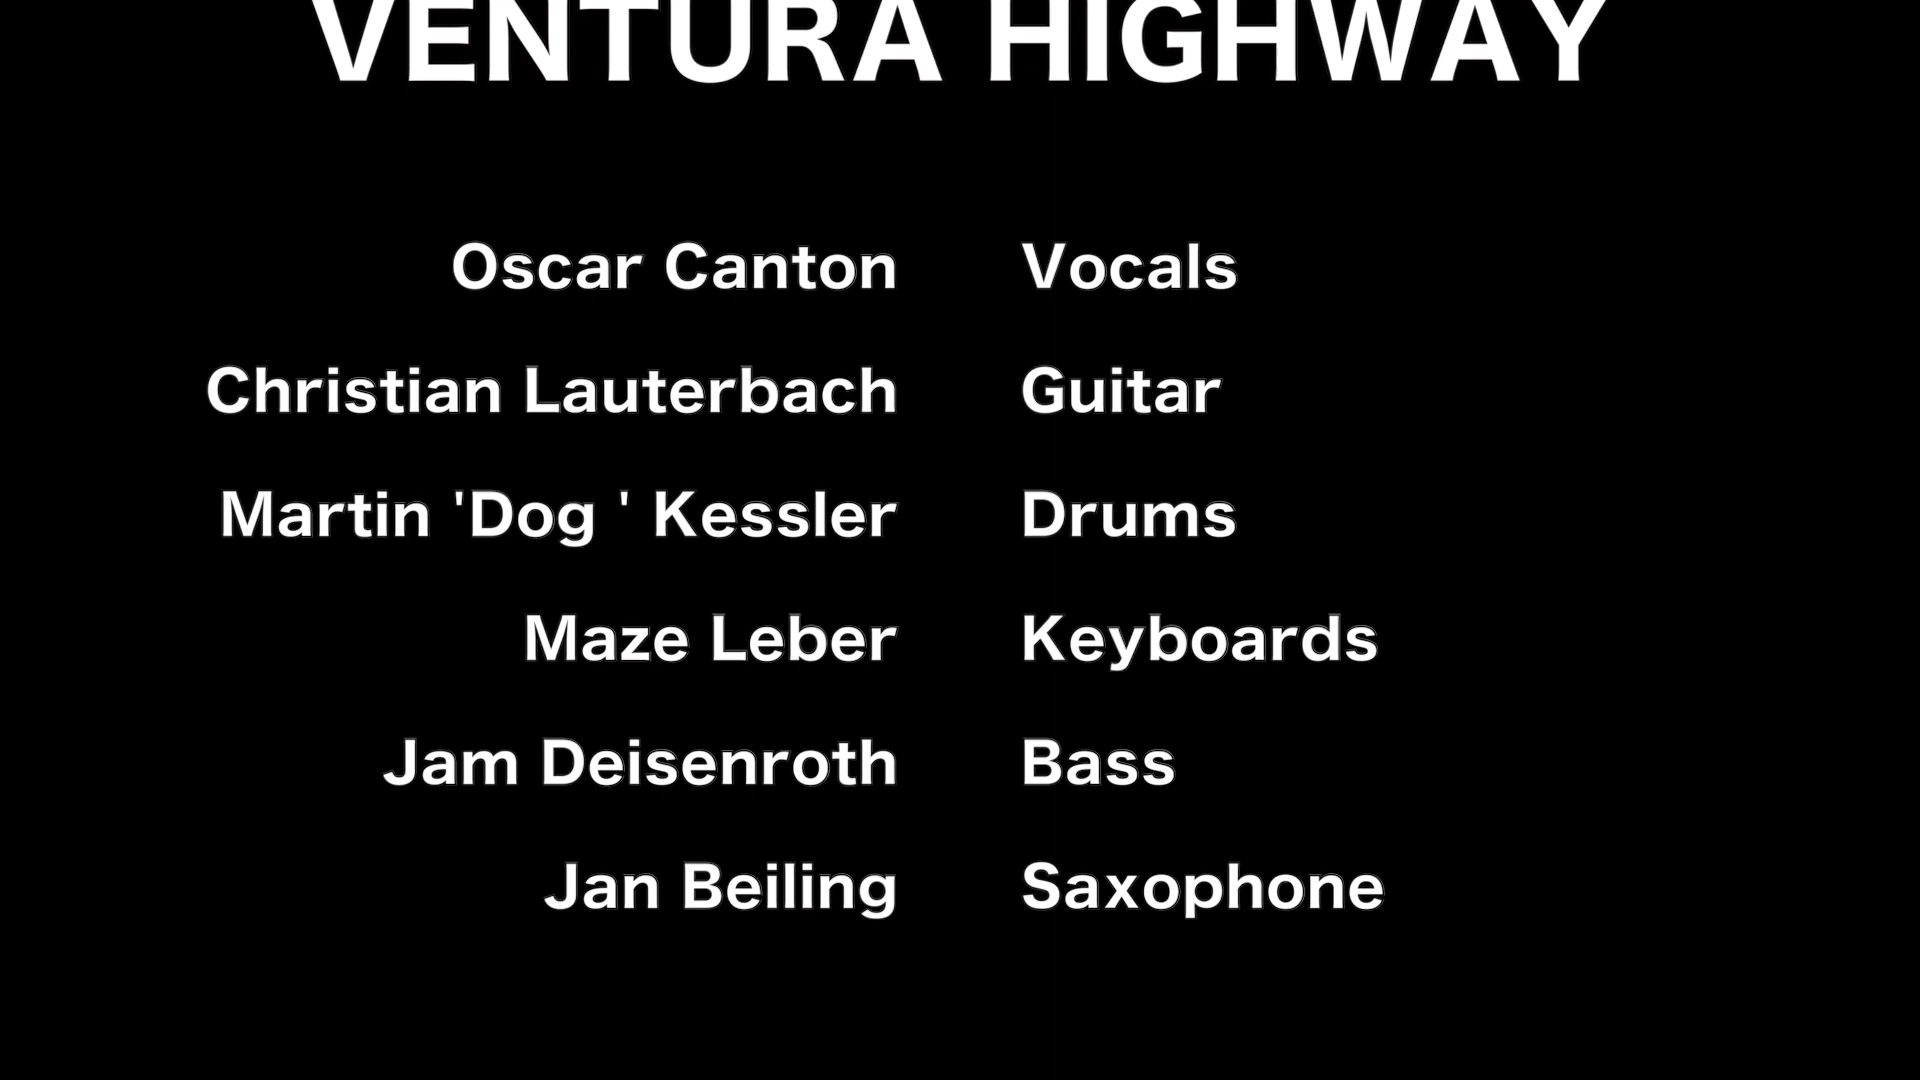 VENTURA HIGHWAY
Oscar Canton Vocals
Christian Lauterbach Guitar
Martin 'Dog ' Kessler Drums
Maze Leber Keyboards
Jam Deisenroth Bass
Jan Beiling Saxophone